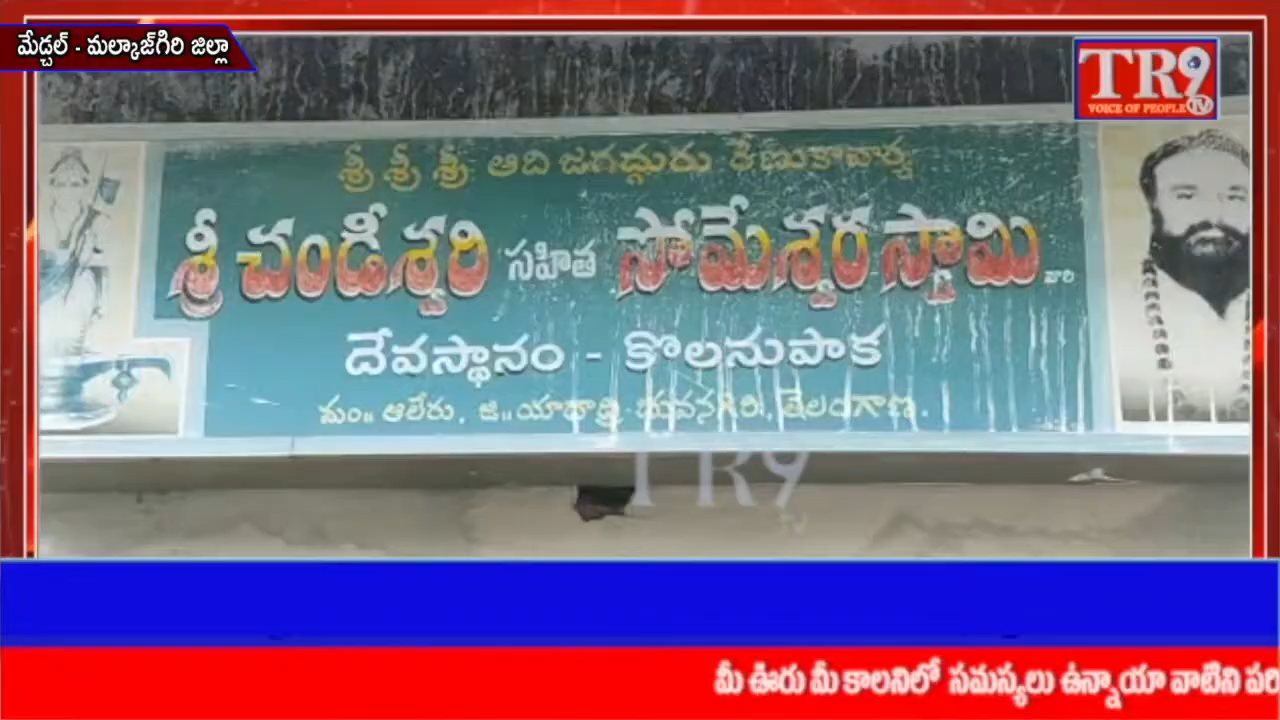 మేడ్చల్ - మల్కాజ్‌గిరి జిల్లా
TR9
TV
VOICE OF PEOPLE
శ్రీ శ్రీ శ్రీ ఆది జగద్గురు రేణుకాచార్య
శ్రీ చండీశ్వరి సహిత సోమేశ్వర స్వామి వారి
దేవస్థానం - కొలనుపాక
మం॥ ఆలేరు. జి॥ యాదాద్రి భువనగిరి, తెలంగాణ.
TR9
మీ ఊరు మీ కాలనిలో సమస్యలు ఉన్నాయా వాటిని పరి